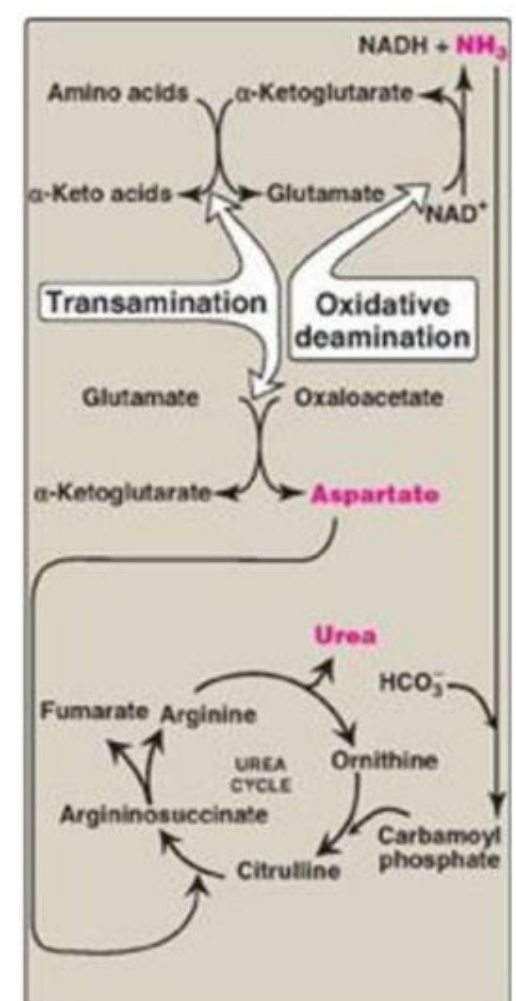 NADH + NH3
Amino acids α-Ketoglutarate
α-Keto acids Glutamate
NAD+
Transamination
Oxidative
deamination
Glutamate Oxaloacetate
α-Ketoglutarate Aspartate
Urea
HCO3-
Fumarate Arginine
UREA
CYCLE
Ornithine
Argininosuccinate
Carbamoyl
phosphate
Citrulline